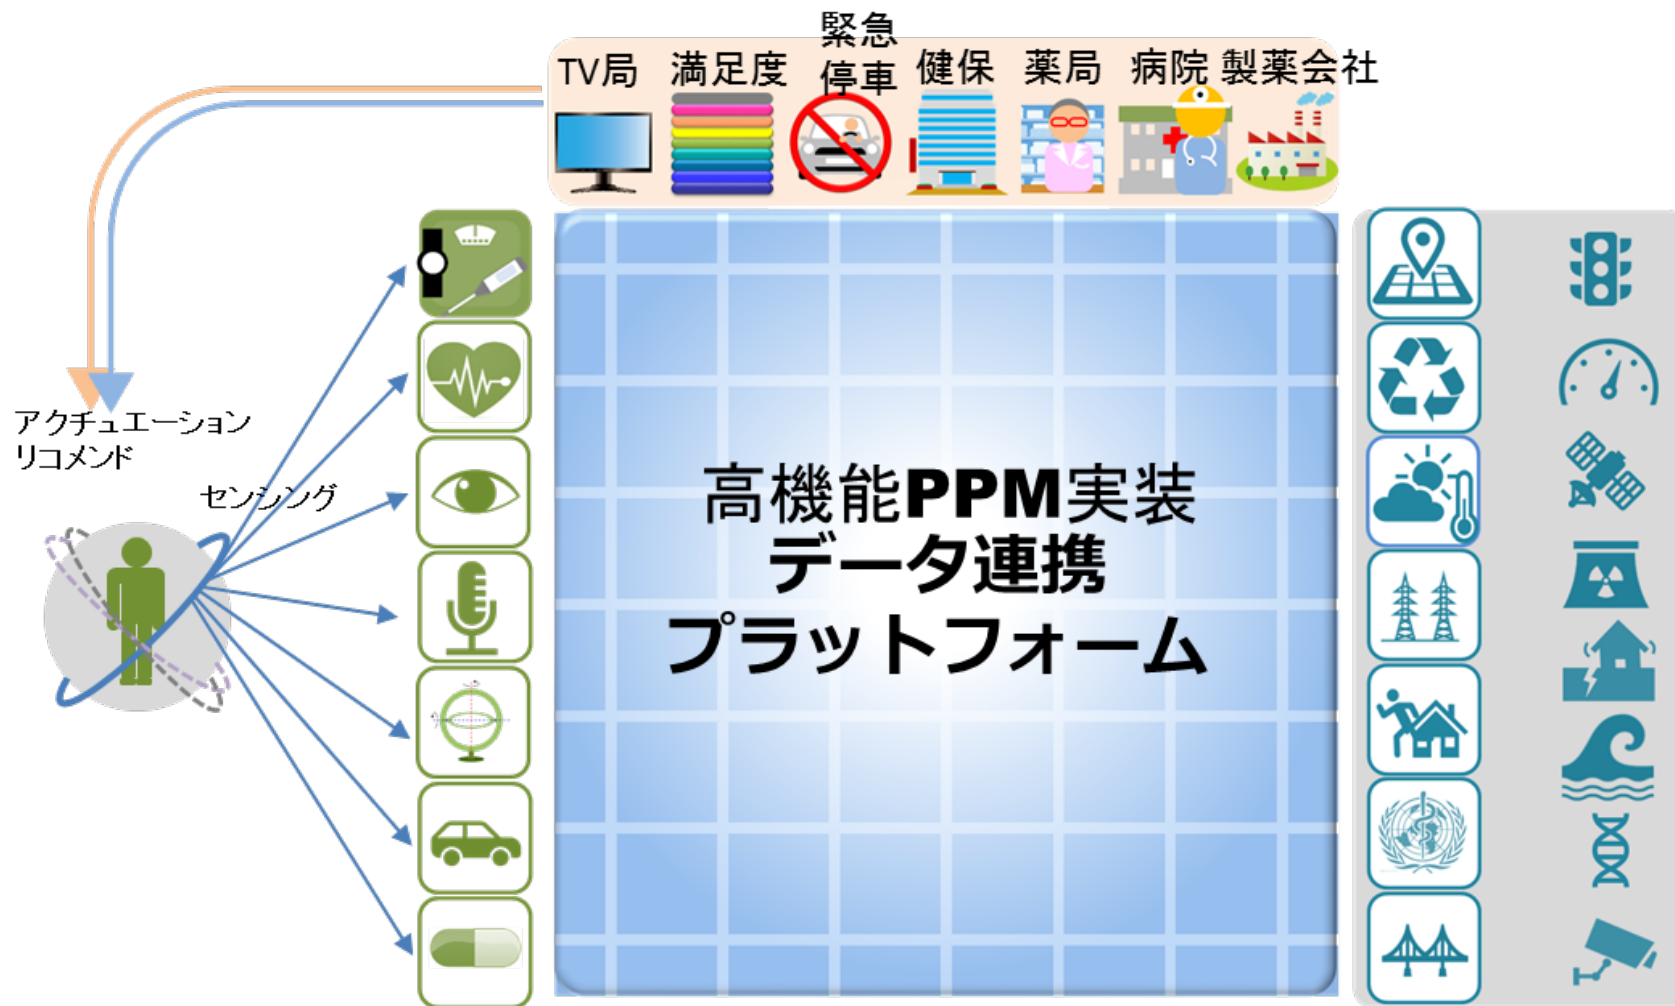 TV局
満足度
緊急
停車
健保
薬局
病院
製薬会社
アクチュエーション
リコメンド
センシング
高機能PPM実装
データ連携
プラットフォーム